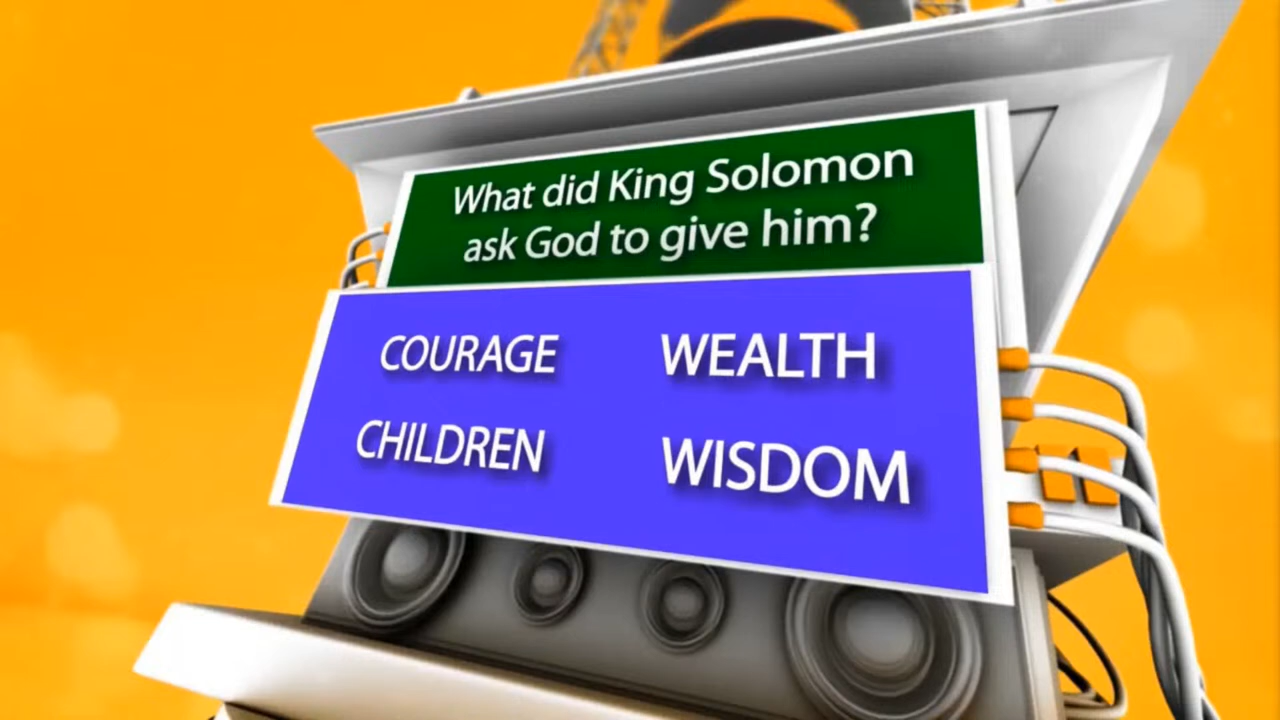 What did King Solomon
ask God to give him?
COURAGE WEALTH
CHILDREN WISDOM